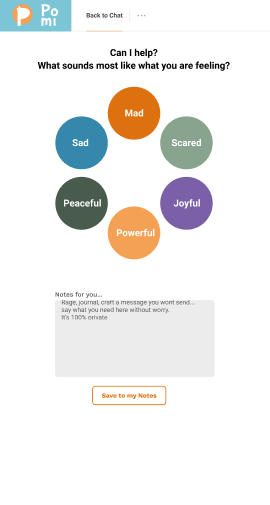 Po
mi
Back to Chat
Can I help?
What sounds most like what you are feeling?
Mad
Sad
Scared
Peaceful
Joyful
Powerful
Notes for you...
Rage, journal, craft a message you wont send...
say what you need here without worry.
It's 100% private
Save to my Notes